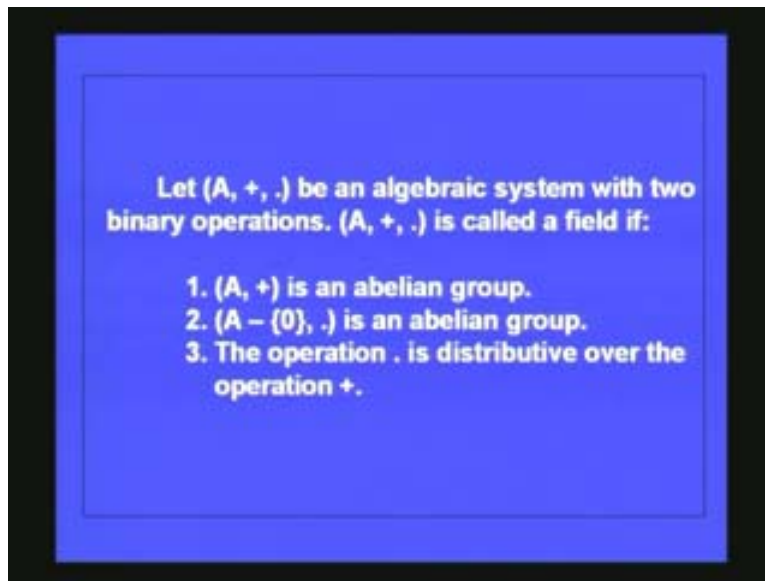 Let (A, +, .) be an algebraic system with two
binary operations. (A, +, .) is called a field if:
1. (A, +) is an abelian group.
2. (A – {0}, .) is an abelian group.
3. The operation . is distributive over the
operation +.